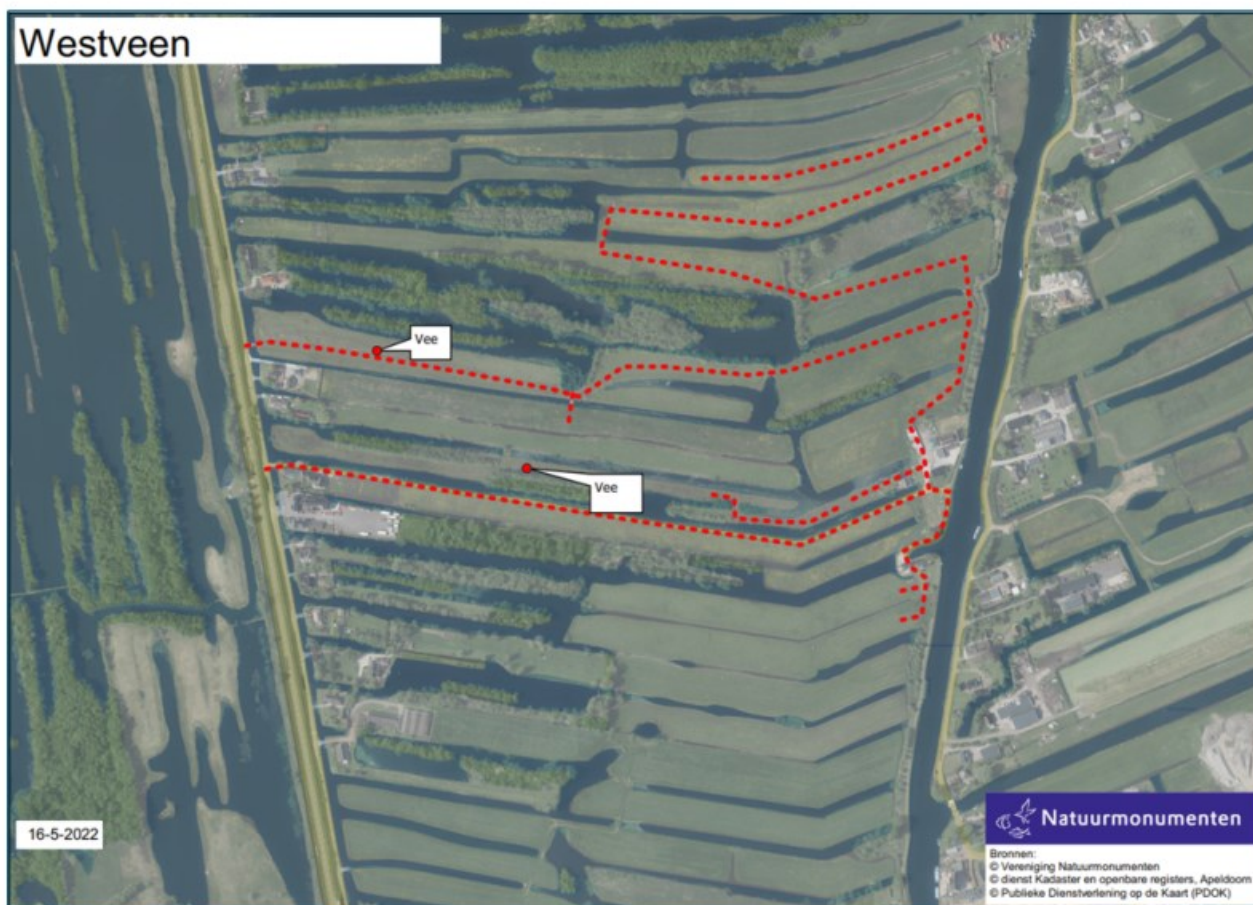 Westveen
Vee
Vee
16-5-2022
Natuurmonumenten
Bronnen:
© Vereniging Natuurmonumenten
© dienst Kadaster en openbare registers, Apeldoorn
© Publieke Dienstverlening op de Kaart (PDOK)